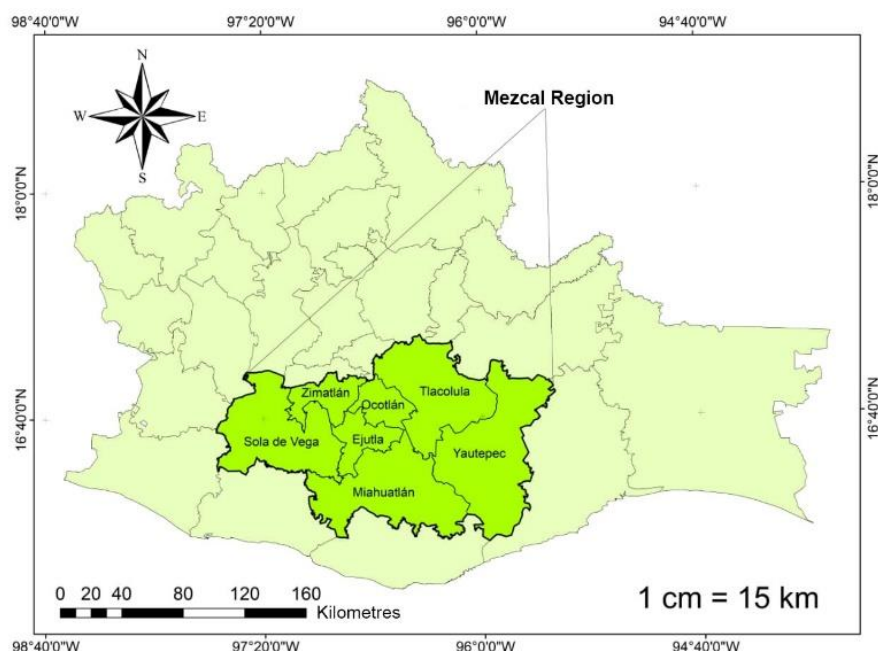 98°40'0"W 97°20'0"W 96°0'0"W 94°40'0"W
N
W E
S
Mezcal Region
18°0'0"N 18°0'0"N
Tlacolula
Zimatlán
Ocotlán
16°40'0"N 16°40'0"N
Sola de Vega Ejutla
Yautepec
Miahuatlán
0 20 40 80 120 160
Kilometres
1 cm = 15 km
98°40'0"W 97°20'0"W 96°0'0"W 94°40'0"W